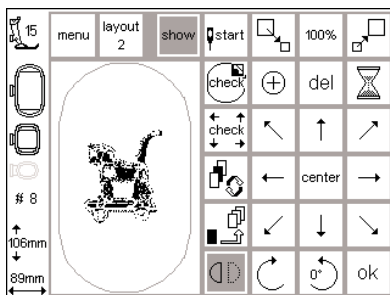 15
menu
layout
2
show
start
100%
check
del
check
center
# 8
106mm
89mm
0°
ok